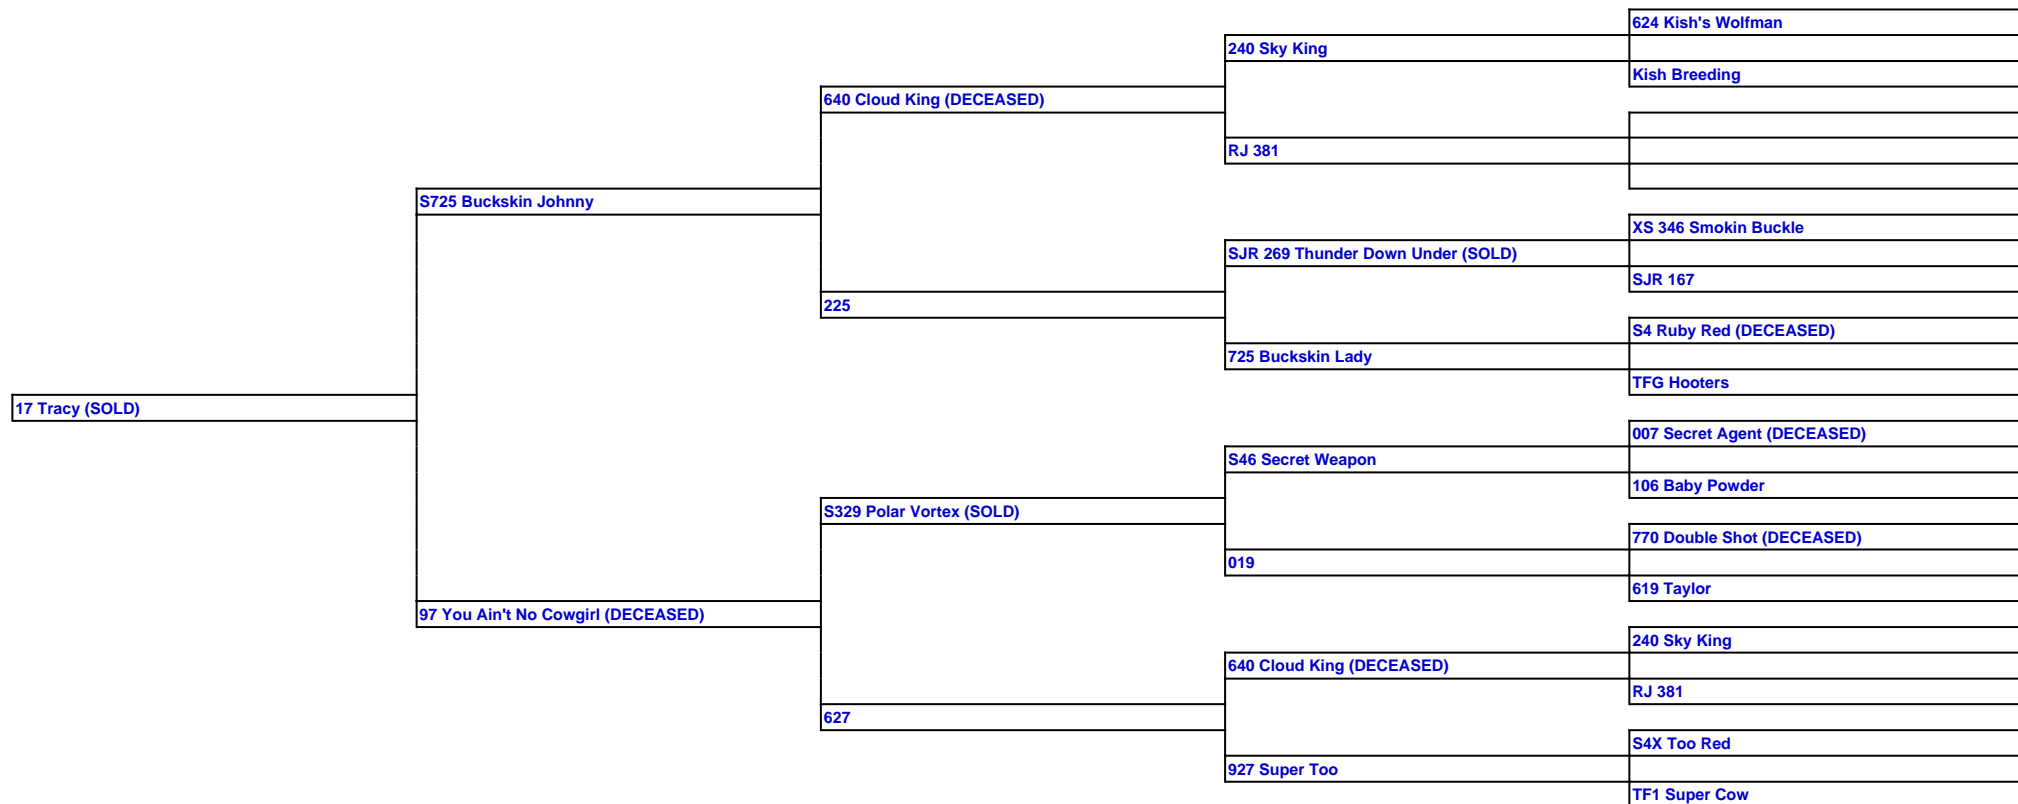 624 Kish's Wolfman
240 Sky King
Kish Breeding
640 Cloud King (DECEASED)
RJ 381
S725 Buckskin Johnny
XS 346 Smokin Buckle
SJR 269 Thunder Down Under (SOLD)
SJR 167
225
S4 Ruby Red (DECEASED)
725 Buckskin Lady
TFG Hooters
17 Tracy (SOLD)
007 Secret Agent (DECEASED)
S46 Secret Weapon
106 Baby Powder
S329 Polar Vortex (SOLD)
770 Double Shot (DECEASED)
019
619 Taylor
97 You Ain't No Cowgirl (DECEASED)
240 Sky King
640 Cloud King (DECEASED)
RJ 381
627
S4X Too Red
927 Super Too
TF1 Super Cow